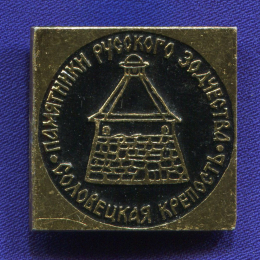 ПАМЯТНИКИ РУССКОГО ЗОДЧЕСТВА
СОЛОВЕЦКАЯ КРЕПОСТЬ